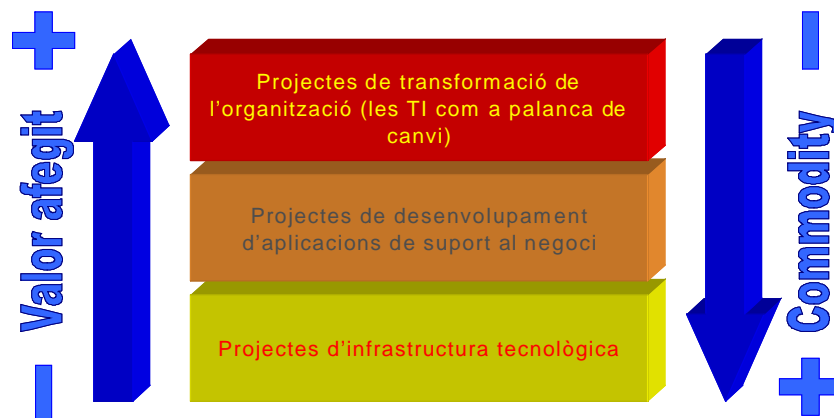 +
Valor afegit
−
Projectes de transformació de
l'organització (les TI com a palanca de
canvi)
Projectes de desenvolupament
d'aplicacions de suport al negoci
Projectes d'infrastructura tecnològica
−
Commodity
+